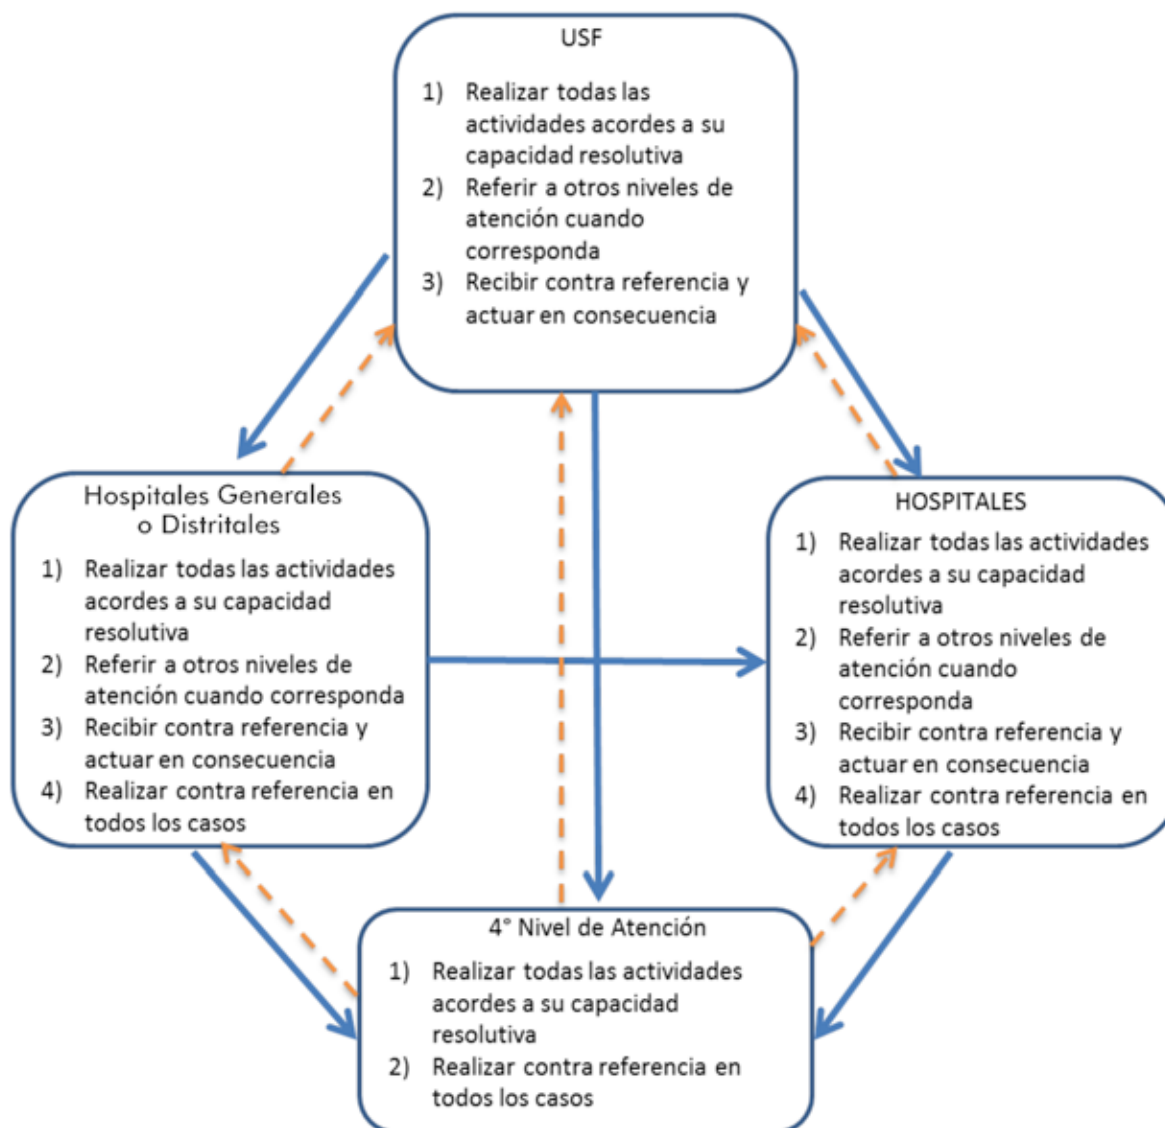 USF
1) Realizar todas las
actividades acordes a su
capacidad resolutiva
2) Referir a otros niveles de
atención cuando
corresponda
3) Recibir contra referencia y
actuar en consecuencia
Hospitales Generales
o Distritales
1) Realizar todas las actividades
acordes a su capacidad
resolutiva
2) Referir a otros niveles de
atención cuando corresponda
3) Recibir contra referencia y
actuar en consecuencia
4) Realizar contra referencia en
todos los casos
HOSPITALES
1) Realizar todas las actividades
acordes a su capacidad
resolutiva
2) Referir a otros niveles de
atención cuando
corresponda
3) Recibir contra referencia y
actuar en consecuencia
4) Realizar contra referencia en
todos los casos
4° Nivel de Atención
1) Realizar todas las actividades
acordes a su capacidad
resolutiva
2) Realizar contra referencia en
todos los casos